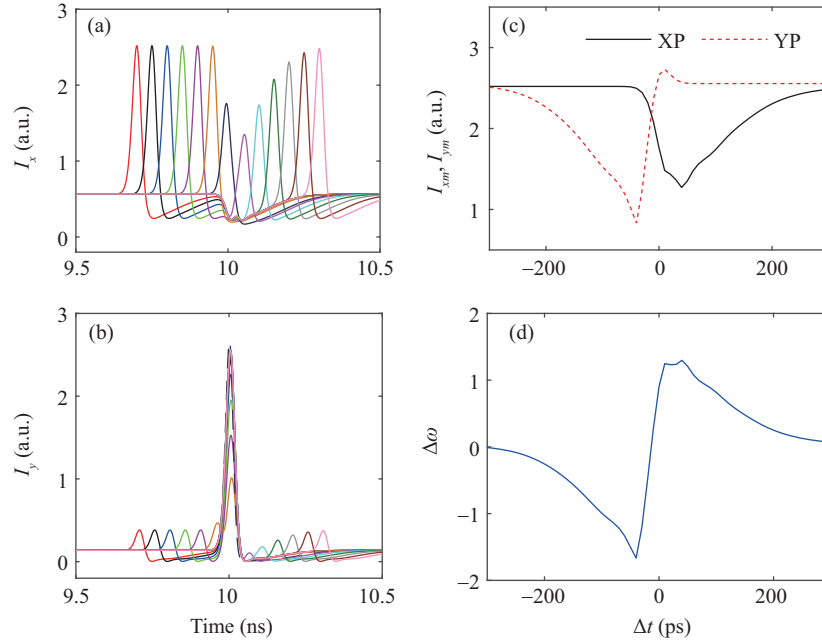 (a)
3
2
1
0
I_x (a.u.)
9.5 10 10.5
(c)
XP YP
3
2
1
I_xm, I_ym (a.u.)
−200 0 200
(b)
3
2
1
0
I_y (a.u.)
9.5 10 10.5
Time (ns)
(d)
2
1
0
−1
−2
Δω
−200 0 200
Δt (ps)